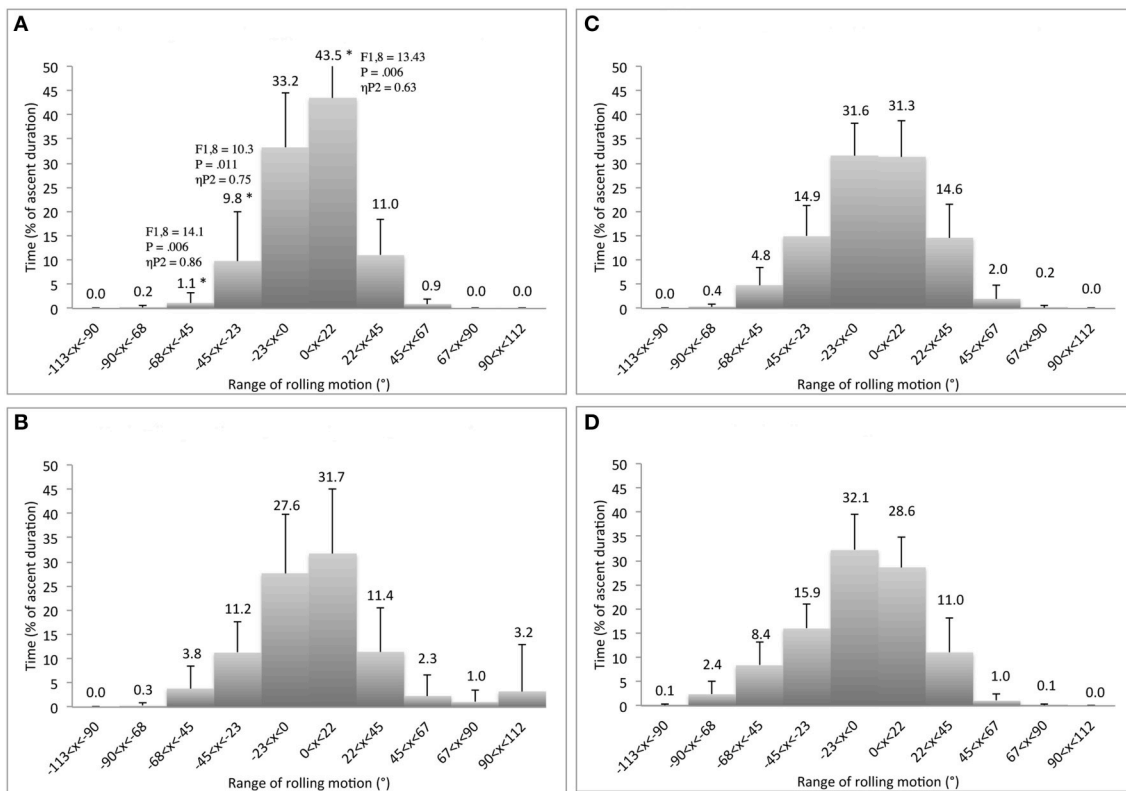 A
43.5 *
F1,8 = 13.43
P = .006
ηP2 = 0.63
33.2
F1,8 = 10.3
P = .011
ηP2 = 0.75
9.8 *
11.0
F1,8 = 14.1
P = .006
ηP2 = 0.86
1.1 *
0.0
0.2
0.9
0.0
0.0
50
45
40
35
30
25
20
15
10
5
0
Time (% of ascent duration)
-113<x<-90
-90<x<-68
-68<x<-45
-45<x<-23
-23<x<0
0<x<22
22<x<45
45<x<67
67<x<90
90<x<112
Range of rolling motion (°)
C
0.0
0.4
4.8
14.9
31.6
31.3
14.6
2.0
0.2
0.0
50
45
40
35
30
25
20
15
10
5
0
Time (% of ascent duration)
-113<x<-90
-90<x<-68
-68<x<-45
-45<x<-23
-23<x<0
0<x<22
22<x<45
45<x<67
67<x<90
90<x<112
Range of rolling motion (°)
B
0.0
0.3
3.8
11.2
27.6
31.7
11.4
2.3
1.0
3.2
50
45
40
35
30
25
20
15
10
5
0
Time (% of ascent duration)
-113<x<-90
-90<x<-68
-68<x<-45
-45<x<-23
-23<x<0
0<x<22
22<x<45
45<x<67
67<x<90
90<x<112
Range of rolling motion (°)
D
0.1
2.4
8.4
15.9
32.1
28.6
11.0
1.0
0.1
0.0
50
45
40
35
30
25
20
15
10
5
0
Time (% of ascent duration)
-113<x<-90
-90<x<-68
-68<x<-45
-45<x<-23
-23<x<0
0<x<22
22<x<45
45<x<67
67<x<90
90<x<112
Range of rolling motion (°)